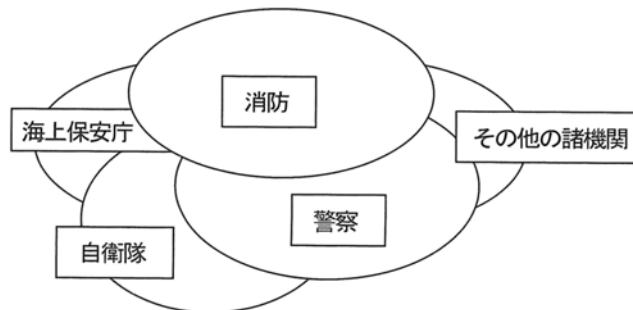 消防
海上保安庁
その他の諸機関
警察
自衛隊